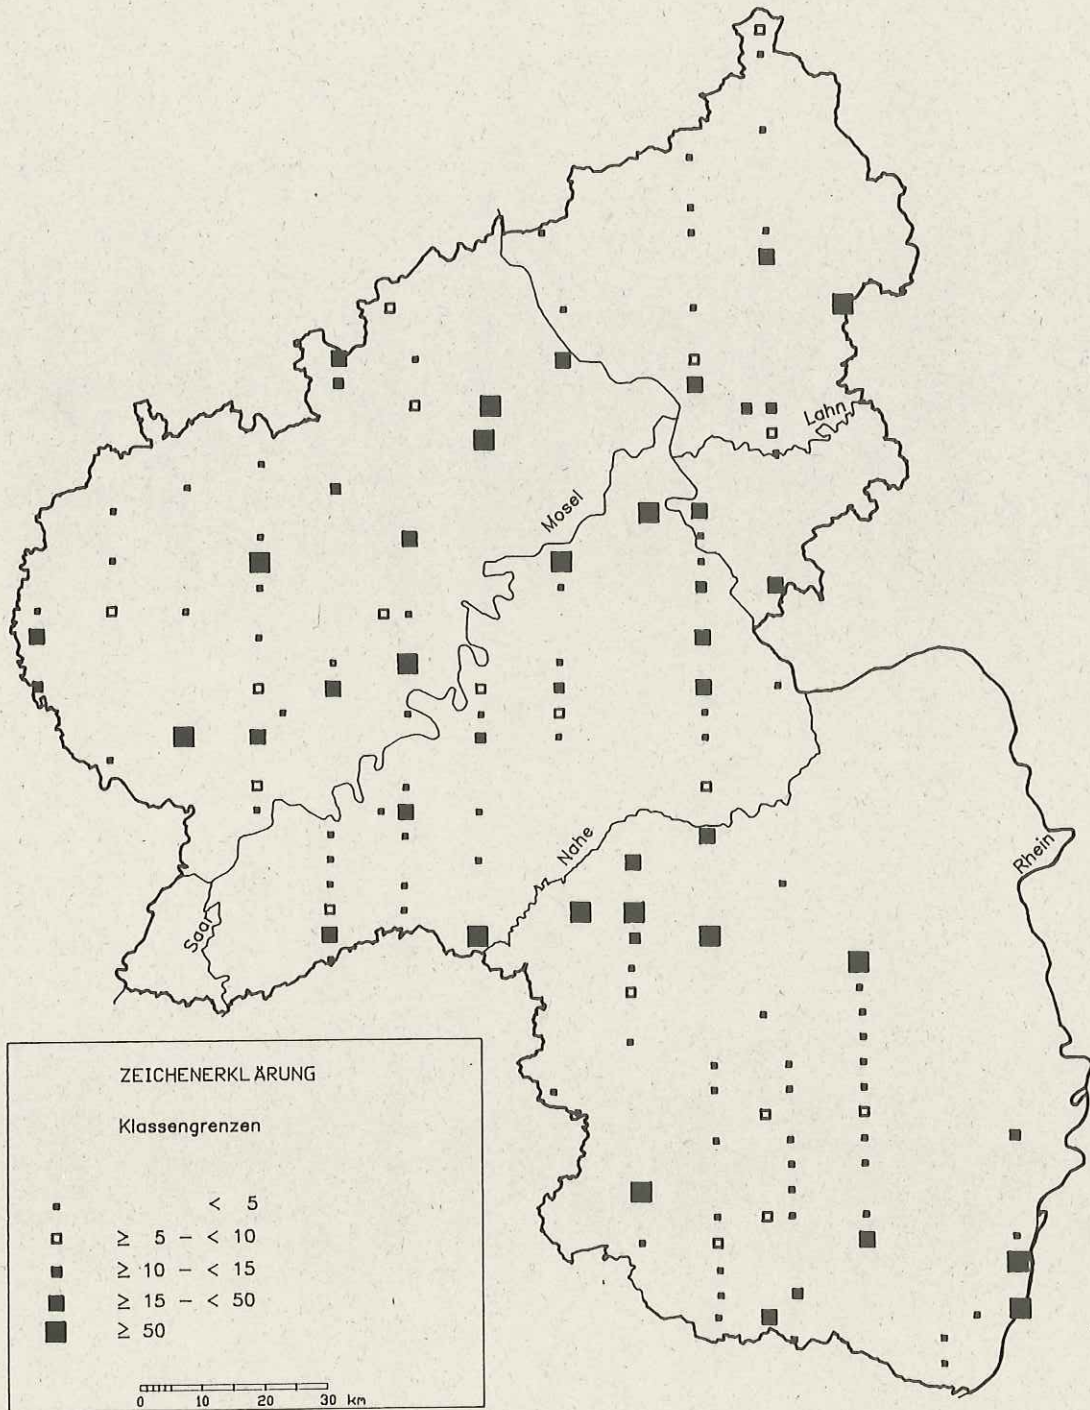 Lahn
Mosel
Nahe
Rhein
Saar
ZEICHENERKLÄRUNG
Klassengrenzen
< 5
≥ 5 – < 10
≥ 10 – < 15
≥ 15 – < 50
≥ 50
0 10 20 30 km